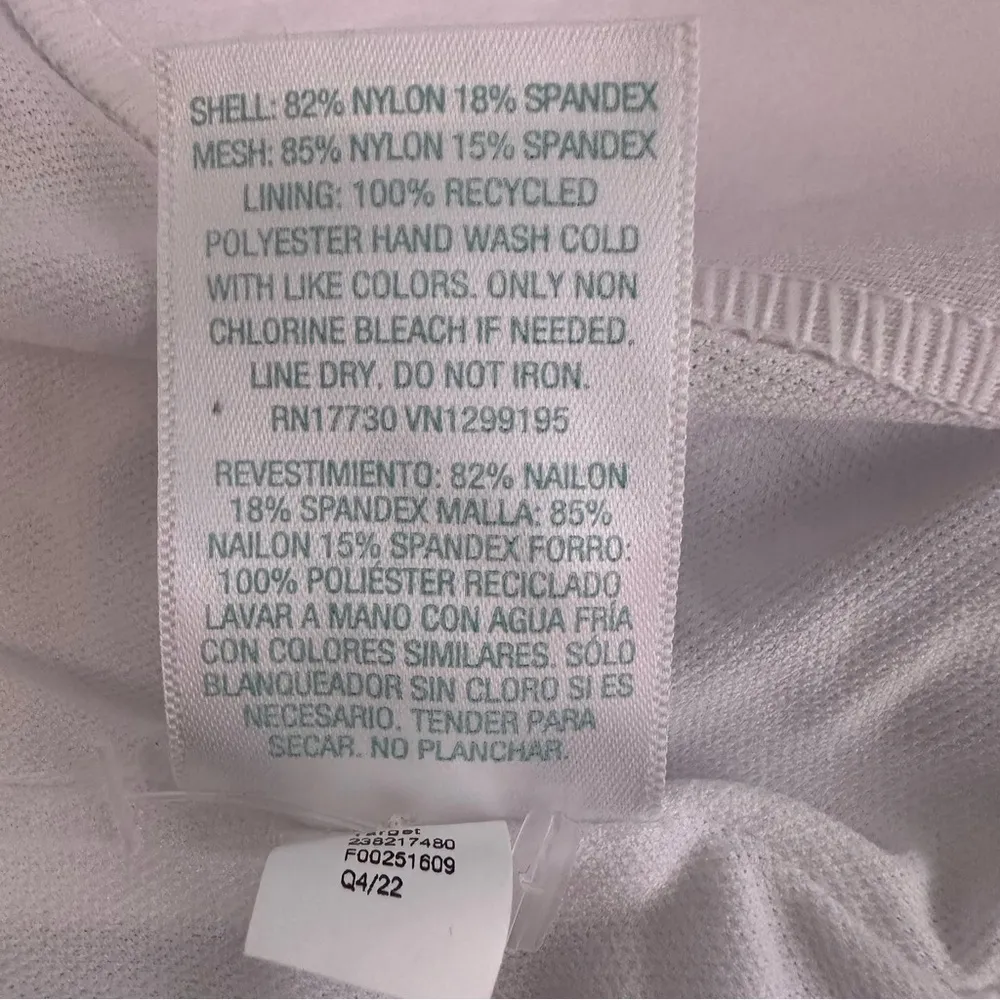 SHELL: 82% NYLON 18% SPANDEX
MESH: 85% NYLON 15% SPANDEX
LINING: 100% RECYCLED
POLYESTER HAND WASH COLD
WITH LIKE COLORS. ONLY NON
CHLORINE BLEACH IF NEEDED.
LINE DRY. DO NOT IRON.
RN17730 VN1299195
REVESTIMIENTO: 82% NAILON
18% SPANDEX MALLA: 85%
NAILON 15% SPANDEX FORRO:
100% POLIÉSTER RECICLADO
LAVAR A MANO CON AGUA FRÍA
CON COLORES SIMILARES. SÓLO
BLANQUEADOR SIN CLORO SI ES
NECESARIO. TENDER PARA
SECAR. NO PLANCHAR.
Target
238217480
F00251609
Q4/22